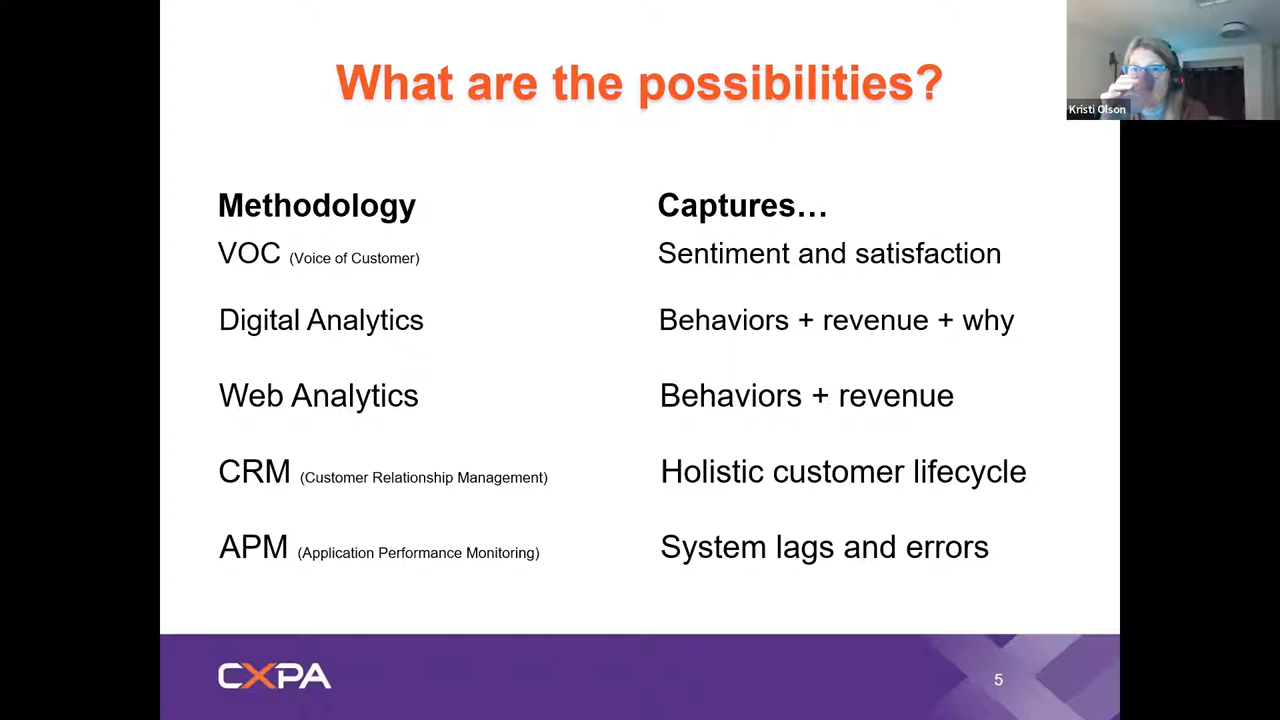 What are the possibilities?
Kristi Olson
Methodology Captures…
VOC (Voice of Customer) Sentiment and satisfaction
Digital Analytics Behaviors + revenue + why
Web Analytics Behaviors + revenue
CRM (Customer Relationship Management) Holistic customer lifecycle
APM (Application Performance Monitoring) System lags and errors
CXPA
5